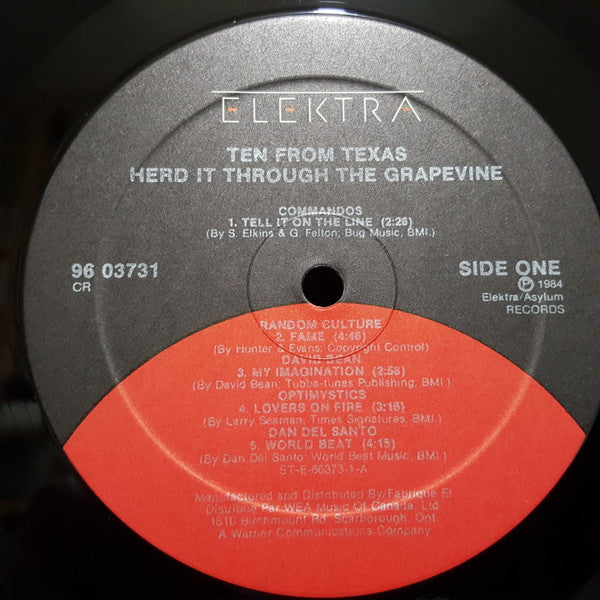 ELEKTRA
TEN FROM TEXAS
HERD IT THROUGH THE GRAPEVINE
COMMANDOS
1. TELL IT ON THE LINE (2:26)
(By S. Elkins & G. Felton; Bug Music, BMI.)
96 03731
CR
SIDE ONE
Ⓟ 1984
Elektra/Asylum
RECORDS
RANDOM CULTURE
2. FAME (4:46)
(By Hunter & Evans; Copyright Control)
DAVID BEAN
3. MY IMAGINATION (2:58)
(By David Bean; Tubba-tunes Publishing, BMI.)
OPTIMYSTICS
4. LOVERS ON FIRE (3:16)
(By Larry Seaman; Times Signatures, BMI.)
DAN DEL SANTO
5. WORLD BEAT (4:15)
(By Dan Del Santo; World Beat Music, BMI.)
ST-E-60373-1-A
Manufactured and Distributed By/Fabrique Et
Distribue Par WEA Music Of Canada, Ltd.
1810 Birchmount Rd. Scarborough, Ont.
A Warner Communications Company